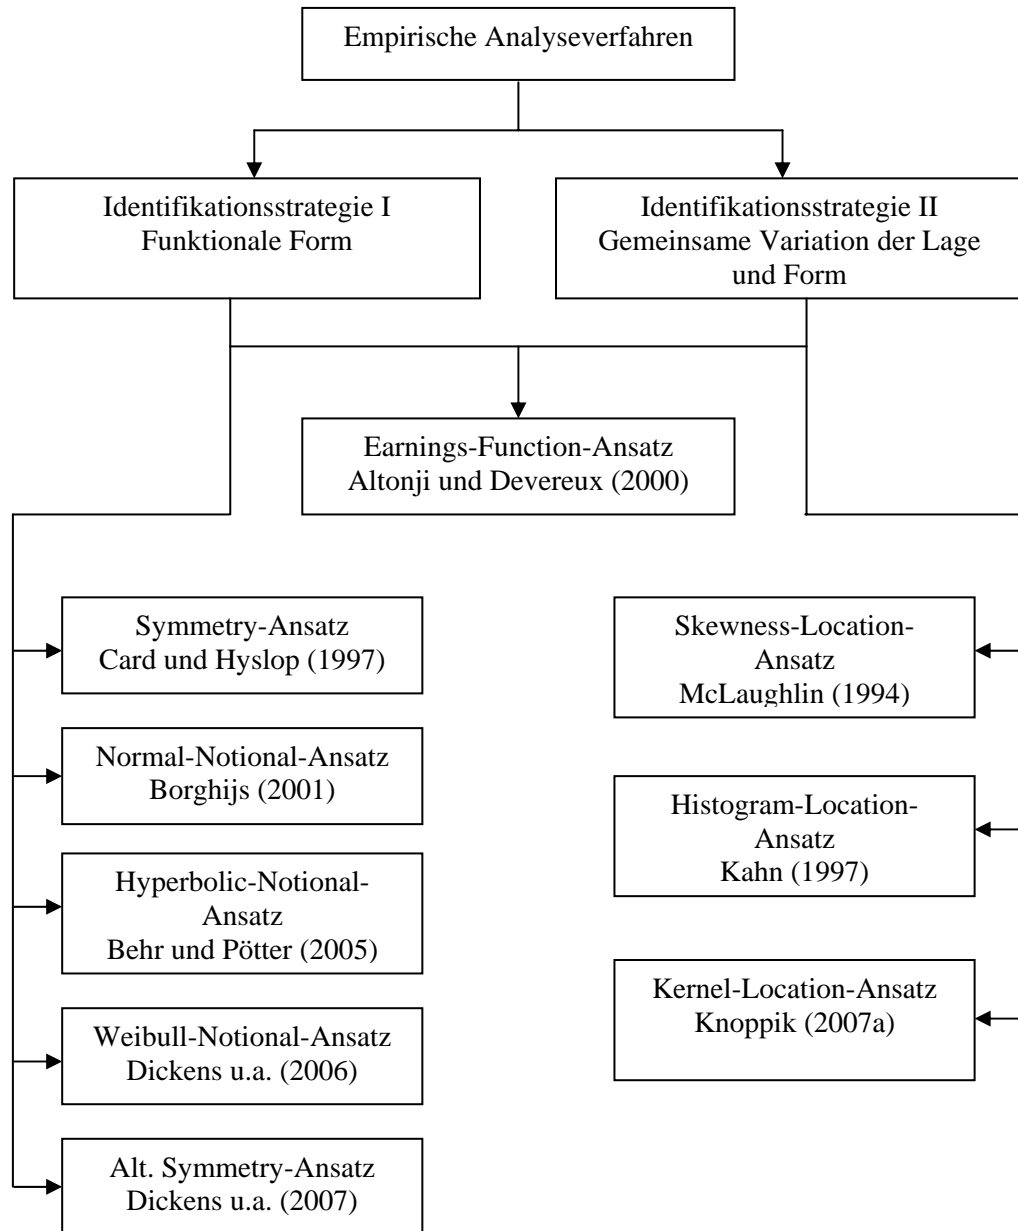 Empirische Analyseverfahren
Identifikationsstrategie I
Funktionale Form
Identifikationsstrategie II
Gemeinsame Variation der Lage
und Form
Earnings-Function-Ansatz
Altonji und Devereux (2000)
Symmetry-Ansatz
Card und Hyslop (1997)
Normal-Notional-Ansatz
Borghijs (2001)
Hyperbolic-Notional-
Ansatz
Behr und Pötter (2005)
Weibull-Notional-Ansatz
Dickens u.a. (2006)
Alt. Symmetry-Ansatz
Dickens u.a. (2007)
Skewness-Location-
Ansatz
McLaughlin (1994)
Histogram-Location-
Ansatz
Kahn (1997)
Kernel-Location-Ansatz
Knoppik (2007a)